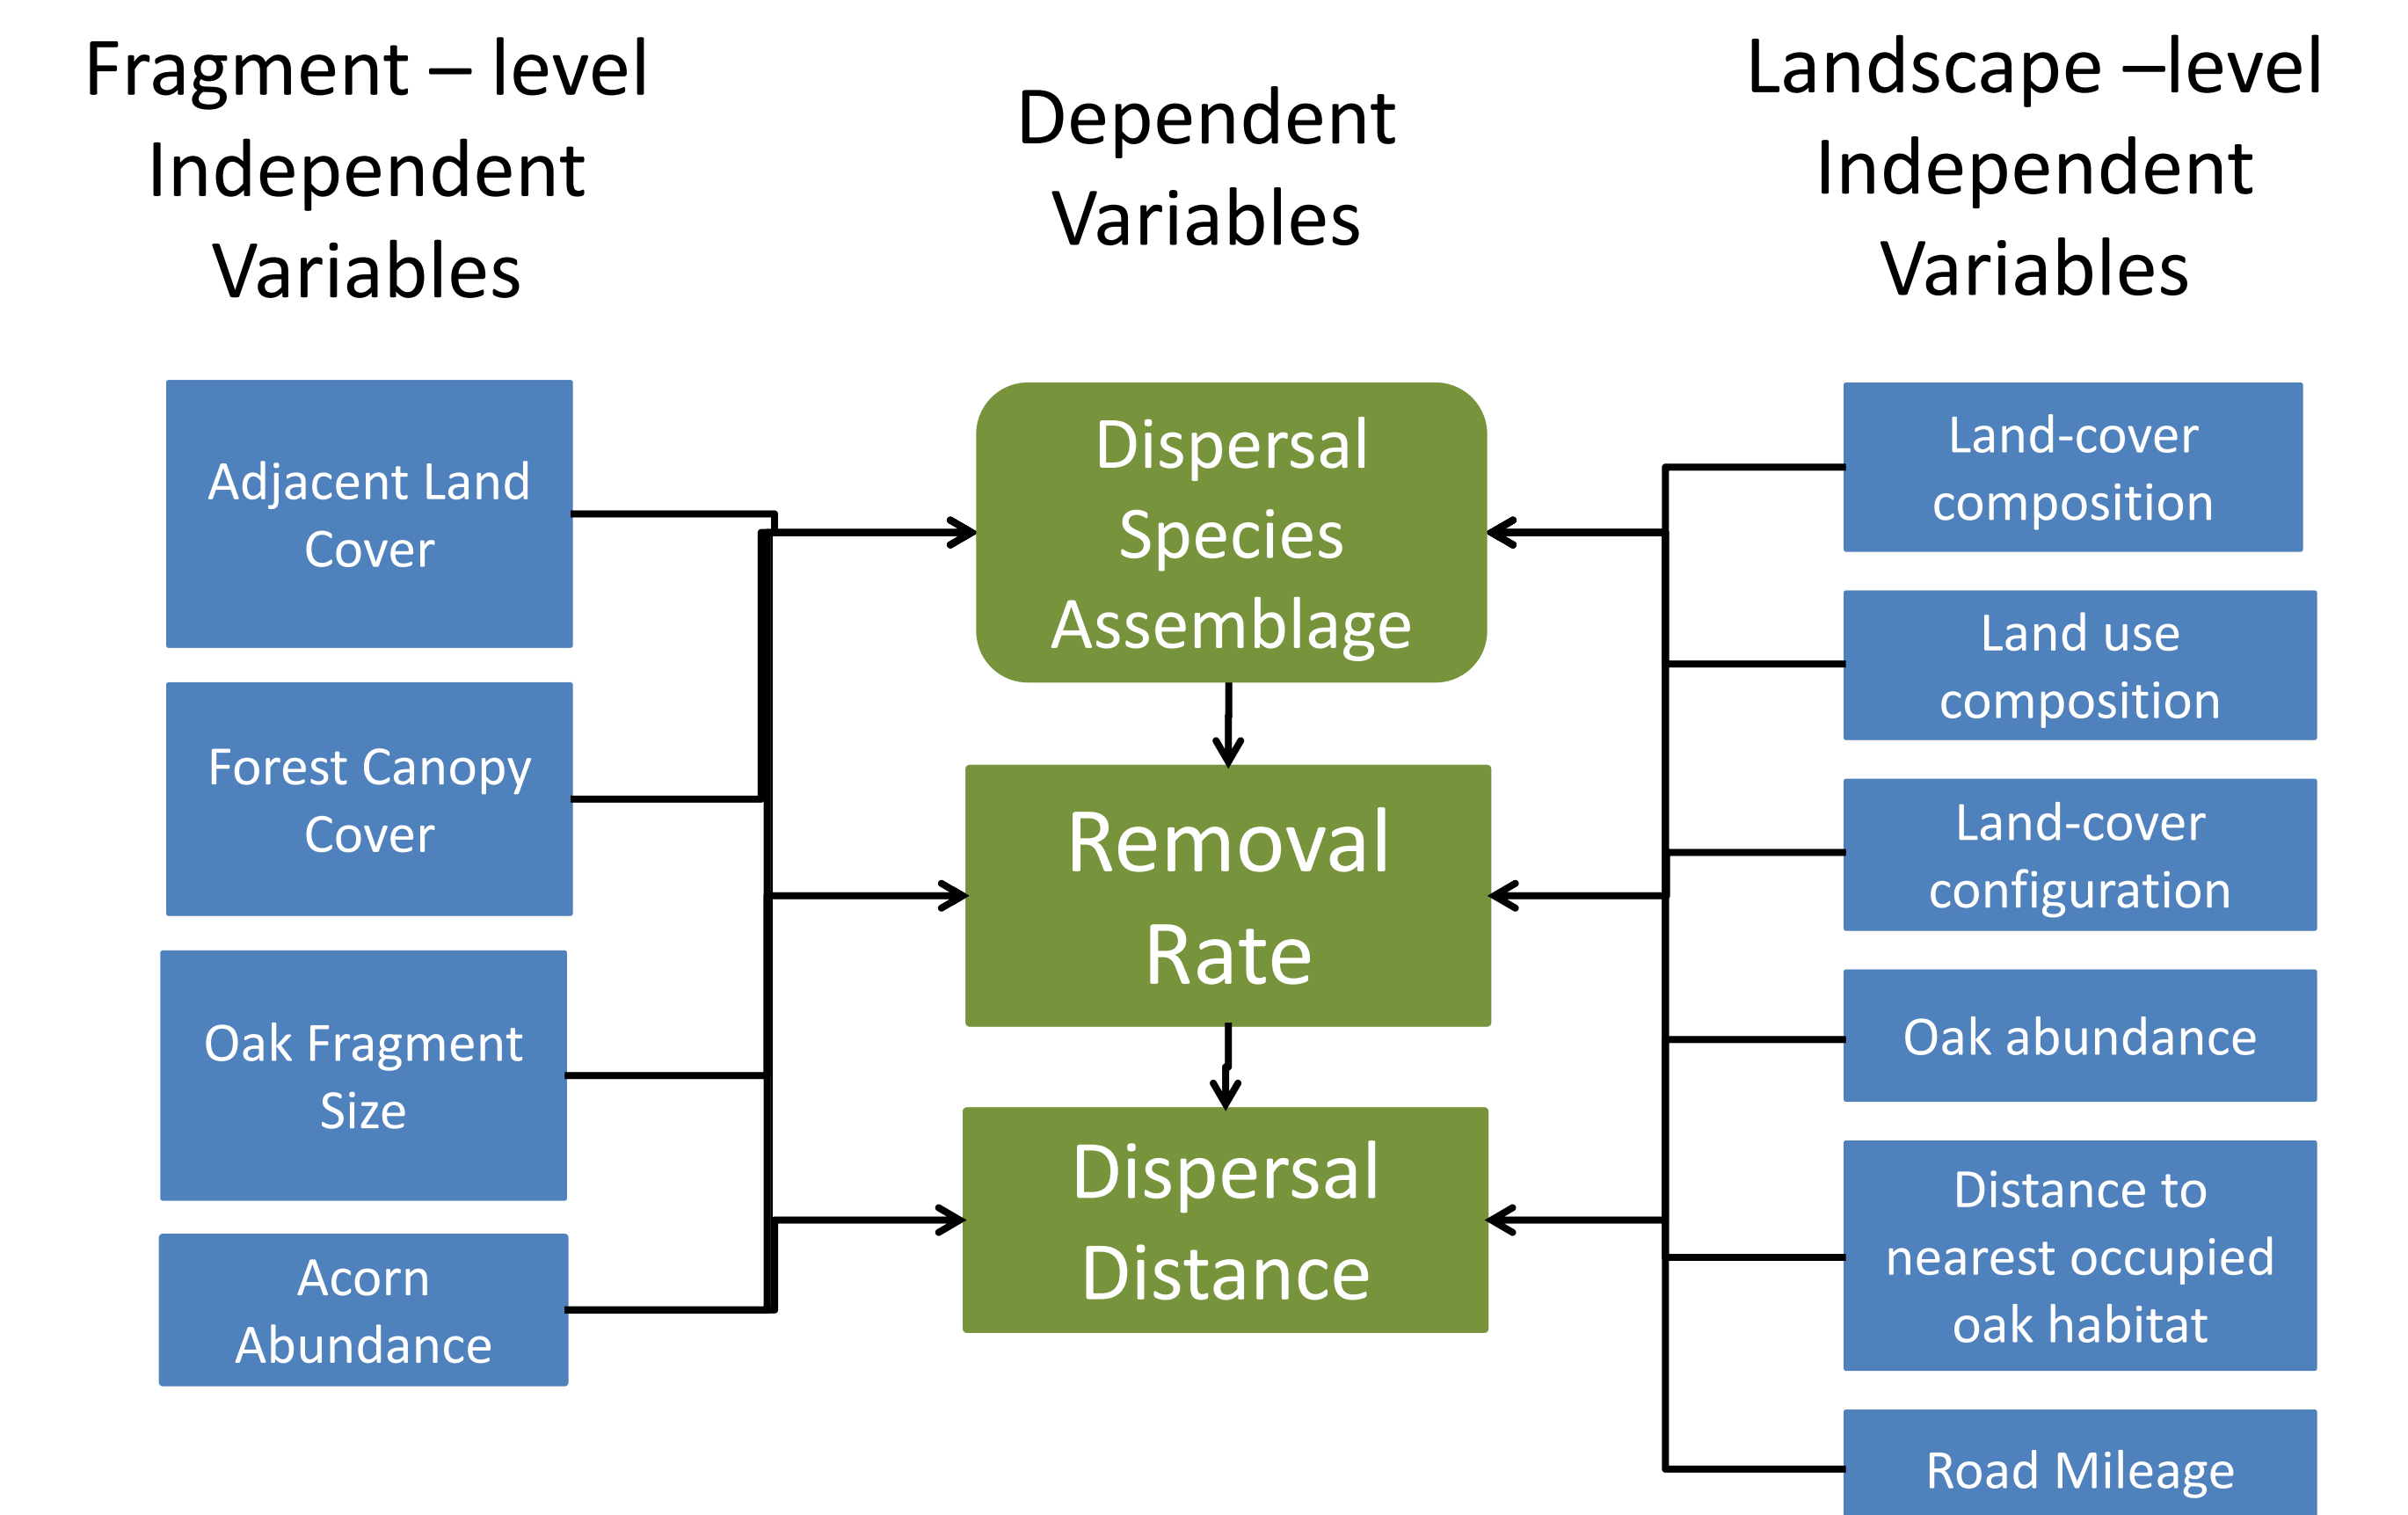 Fragment – level
Independent
Variables
Dependent
Variables
Landscape –level
Independent
Variables
Adjacent Land
Cover
Forest Canopy
Cover
Oak Fragment
Size
Acorn
Abundance
Dispersal
Species
Assemblage
Removal
Rate
Dispersal
Distance
Land-cover
composition
Land use
composition
Land-cover
configuration
Oak abundance
Distance to
nearest occupied
oak habitat
Road Mileage